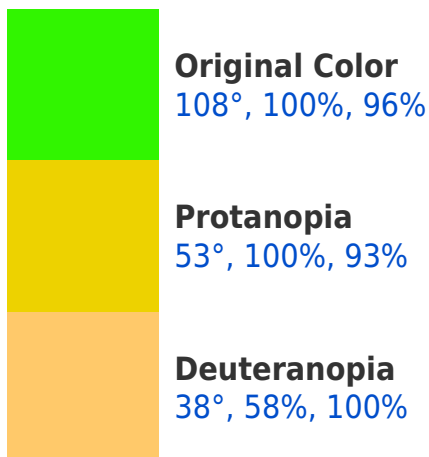 Original Color
108°, 100%, 96%
Protanopia
53°, 100%, 93%
Deuteranopia
38°, 58%, 100%